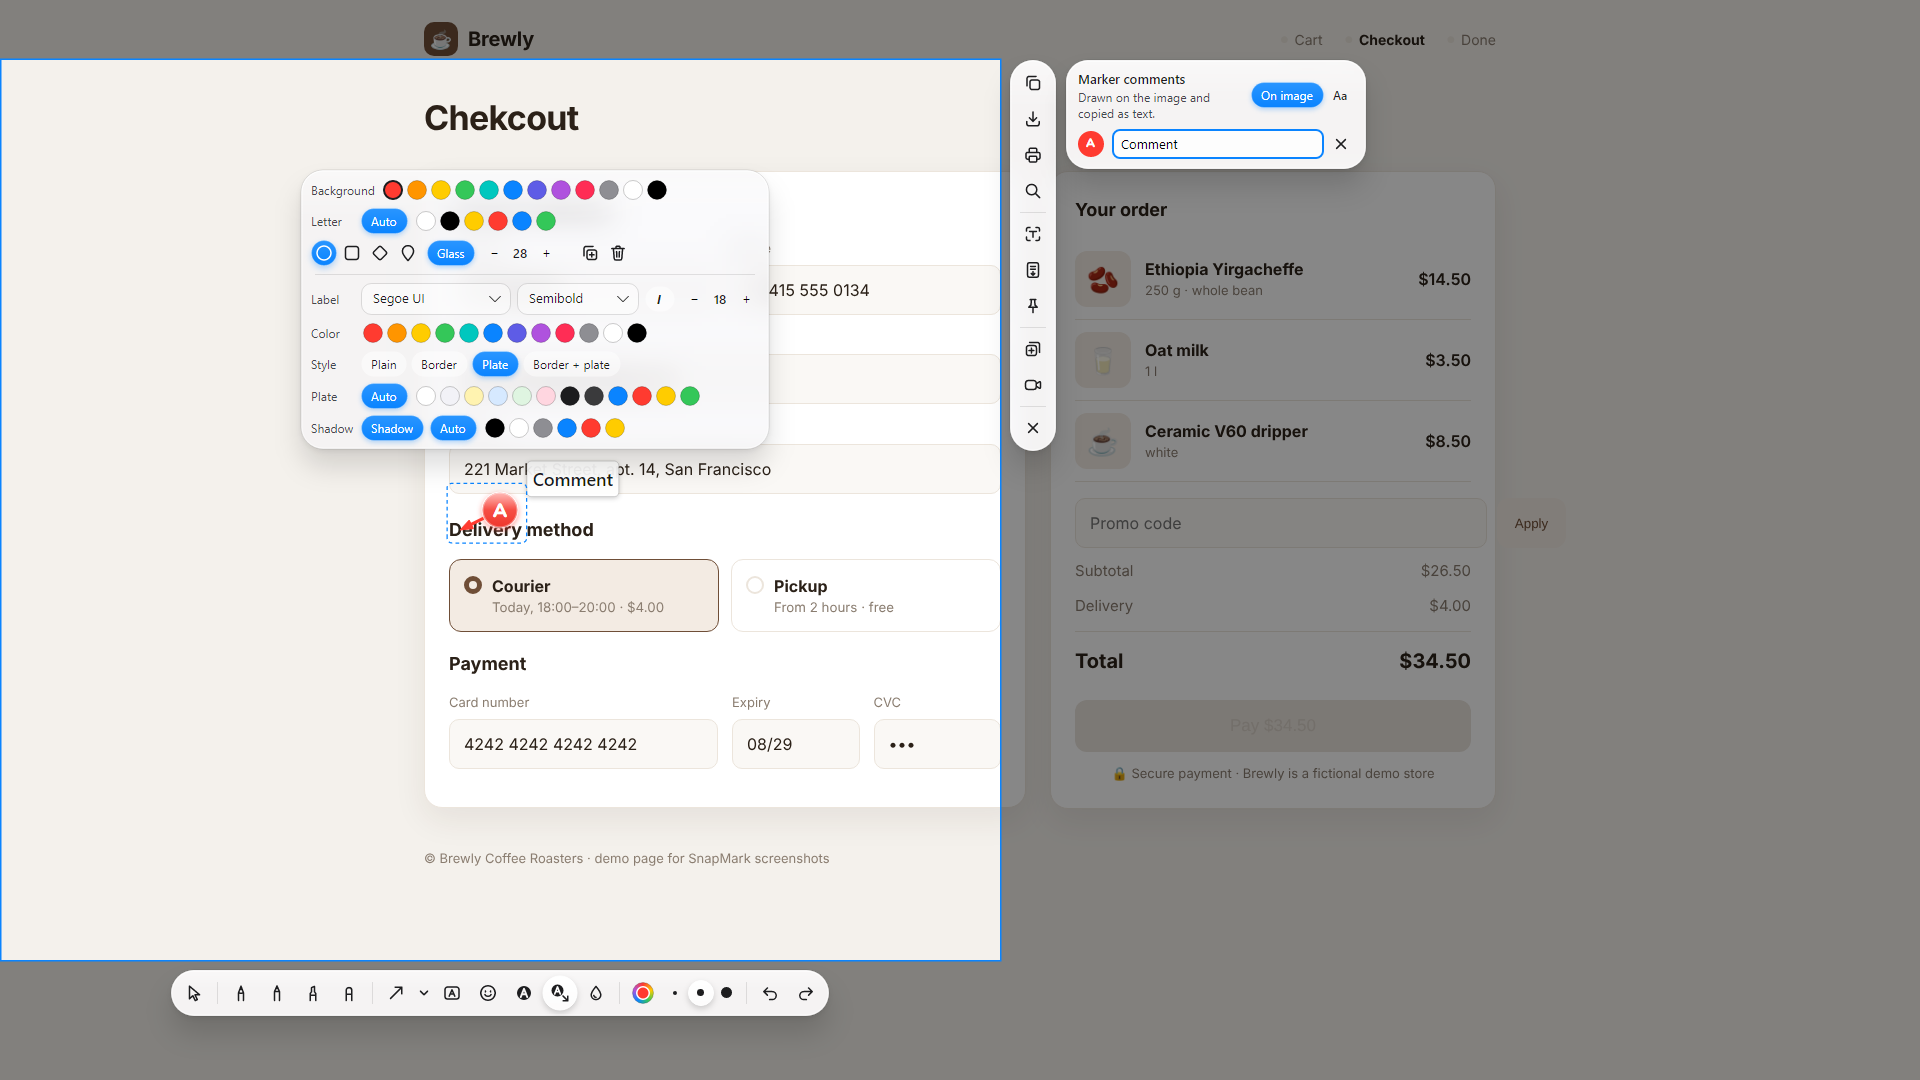 Brewly
Cart
Checkout
Done
Chekcout
Marker comments
Drawn on the image and
copied as text.
On image
Aa
A
Comment
Background
Letter
Auto
Glass
− 28 +
Label
Segoe UI
Semibold
I
− 18 +
Color
Style
Plain
Border
Plate
Border + plate
Plate
Auto
Shadow
Shadow
Auto
415 555 0134
221 Market Street, apt. 14, San Francisco
Comment
A
Delivery method
Courier
Today, 18:00–20:00 · $4.00
Pickup
From 2 hours · free
Payment
Card number
Expiry
CVC
4242 4242 4242 4242
08/29
•••
© Brewly Coffee Roasters · demo page for SnapMark screenshots
Your order
Ethiopia Yirgacheffe
250 g · whole bean
$14.50
Oat milk
1 l
$3.50
Ceramic V60 dripper
white
$8.50
Promo code
Apply
Subtotal
$26.50
Delivery
$4.00
Total
$34.50
Pay $34.50
🔒 Secure payment · Brewly is a fictional demo store